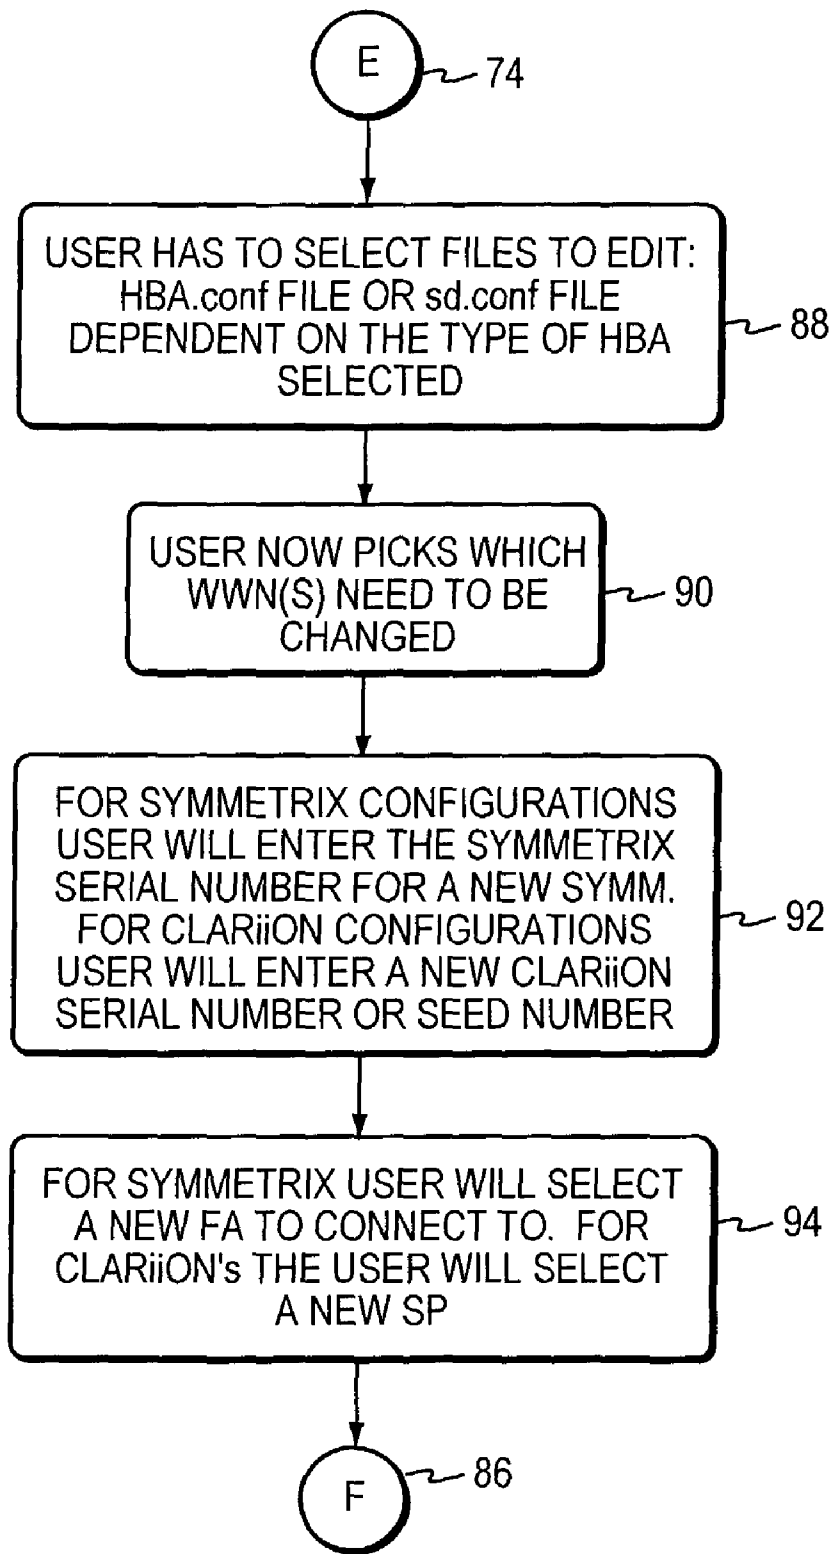 E
74
USER HAS TO SELECT FILES TO EDIT:
HBA.conf FILE OR sd.conf FILE
DEPENDENT ON THE TYPE OF HBA
SELECTED
88
USER NOW PICKS WHICH
WWN(S) NEED TO BE
CHANGED
90
FOR SYMMETRIX CONFIGURATIONS
USER WILL ENTER THE SYMMETRIX
SERIAL NUMBER FOR A NEW SYMM.
FOR CLARiiON CONFIGURATIONS
USER WILL ENTER A NEW CLARiiON
SERIAL NUMBER OR SEED NUMBER
92
FOR SYMMETRIX USER WILL SELECT
A NEW FA TO CONNECT TO. FOR
CLARiiON's THE USER WILL SELECT
A NEW SP
94
F
86